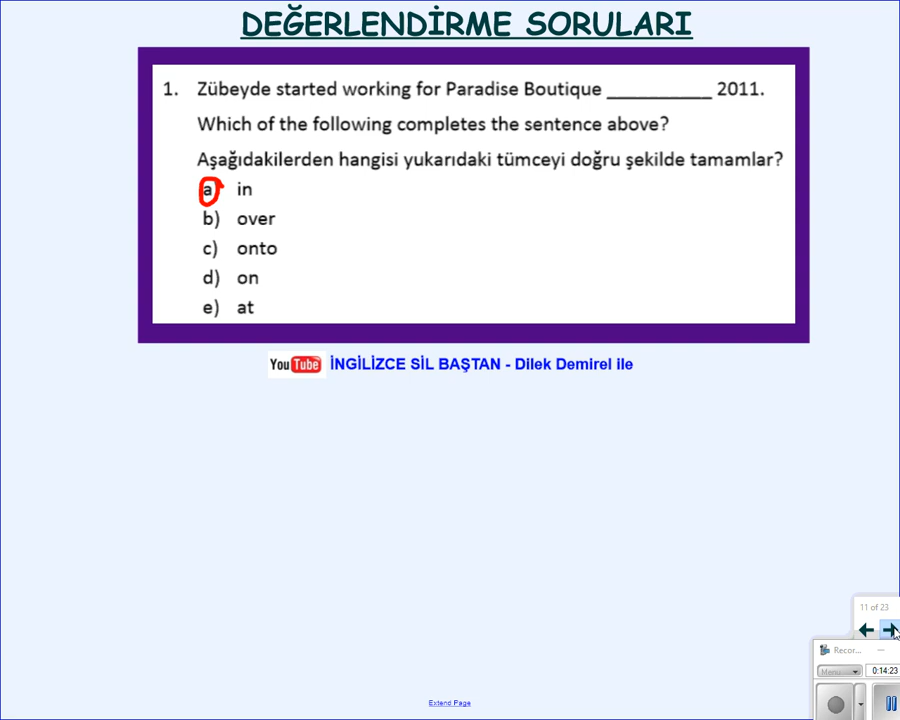 DEĞERLENDİRME SORULARI
1. Zübeyde started working for Paradise Boutique __________ 2011.
Which of the following completes the sentence above?
Aşağıdakilerden hangisi yukarıdaki tümceyi doğru şekilde tamamlar?
a in
b) over
c) onto
d) on
e) at
YouTube İNGİLİZCE SİL BAŞTAN - Dilek Demirel ile
11 of 23
Recor...
Menu
0:14:23
Extend Page